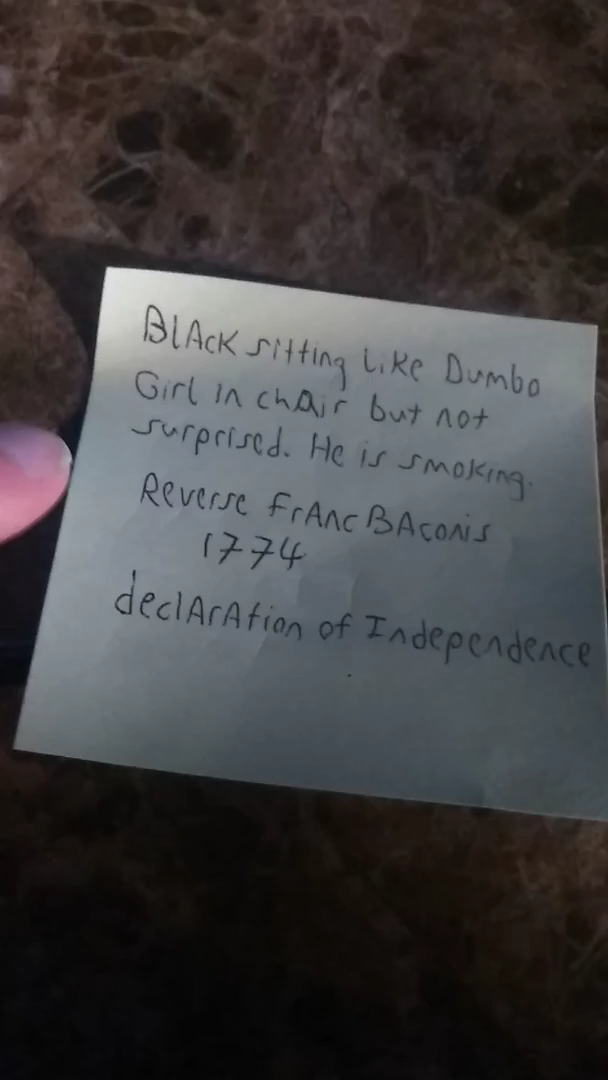 BlAcK sitting Like Dumbo
Girl in chair but not
surprised. He is smoking.
Reverse FrAnc BAconis
1774
declArAtion of Independence